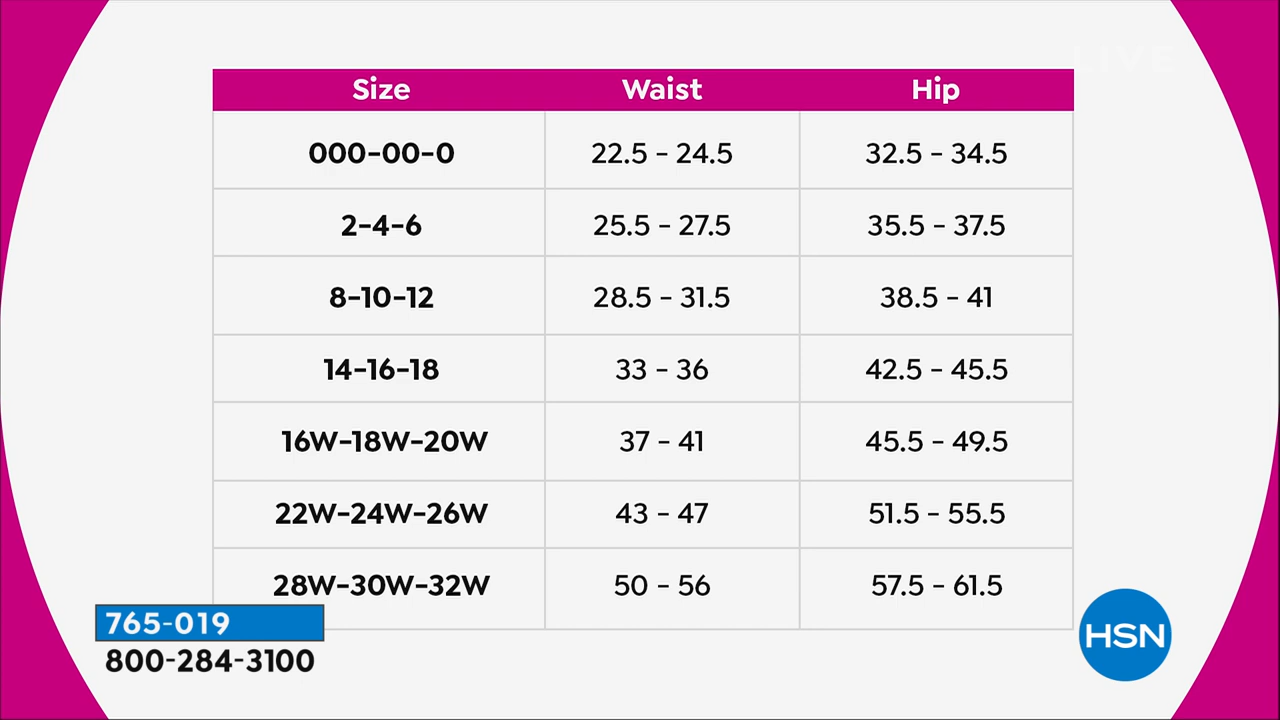 LIVE
Size Waist Hip
000-00-0 22.5 - 24.5 32.5 - 34.5
2-4-6 25.5 - 27.5 35.5 - 37.5
8-10-12 28.5 - 31.5 38.5 - 41
14-16-18 33 - 36 42.5 - 45.5
16W-18W-20W 37 - 41 45.5 - 49.5
22W-24W-26W 43 - 47 51.5 - 55.5
28W-30W-32W 50 - 56 57.5 - 61.5
765-019
800-284-3100
HSN